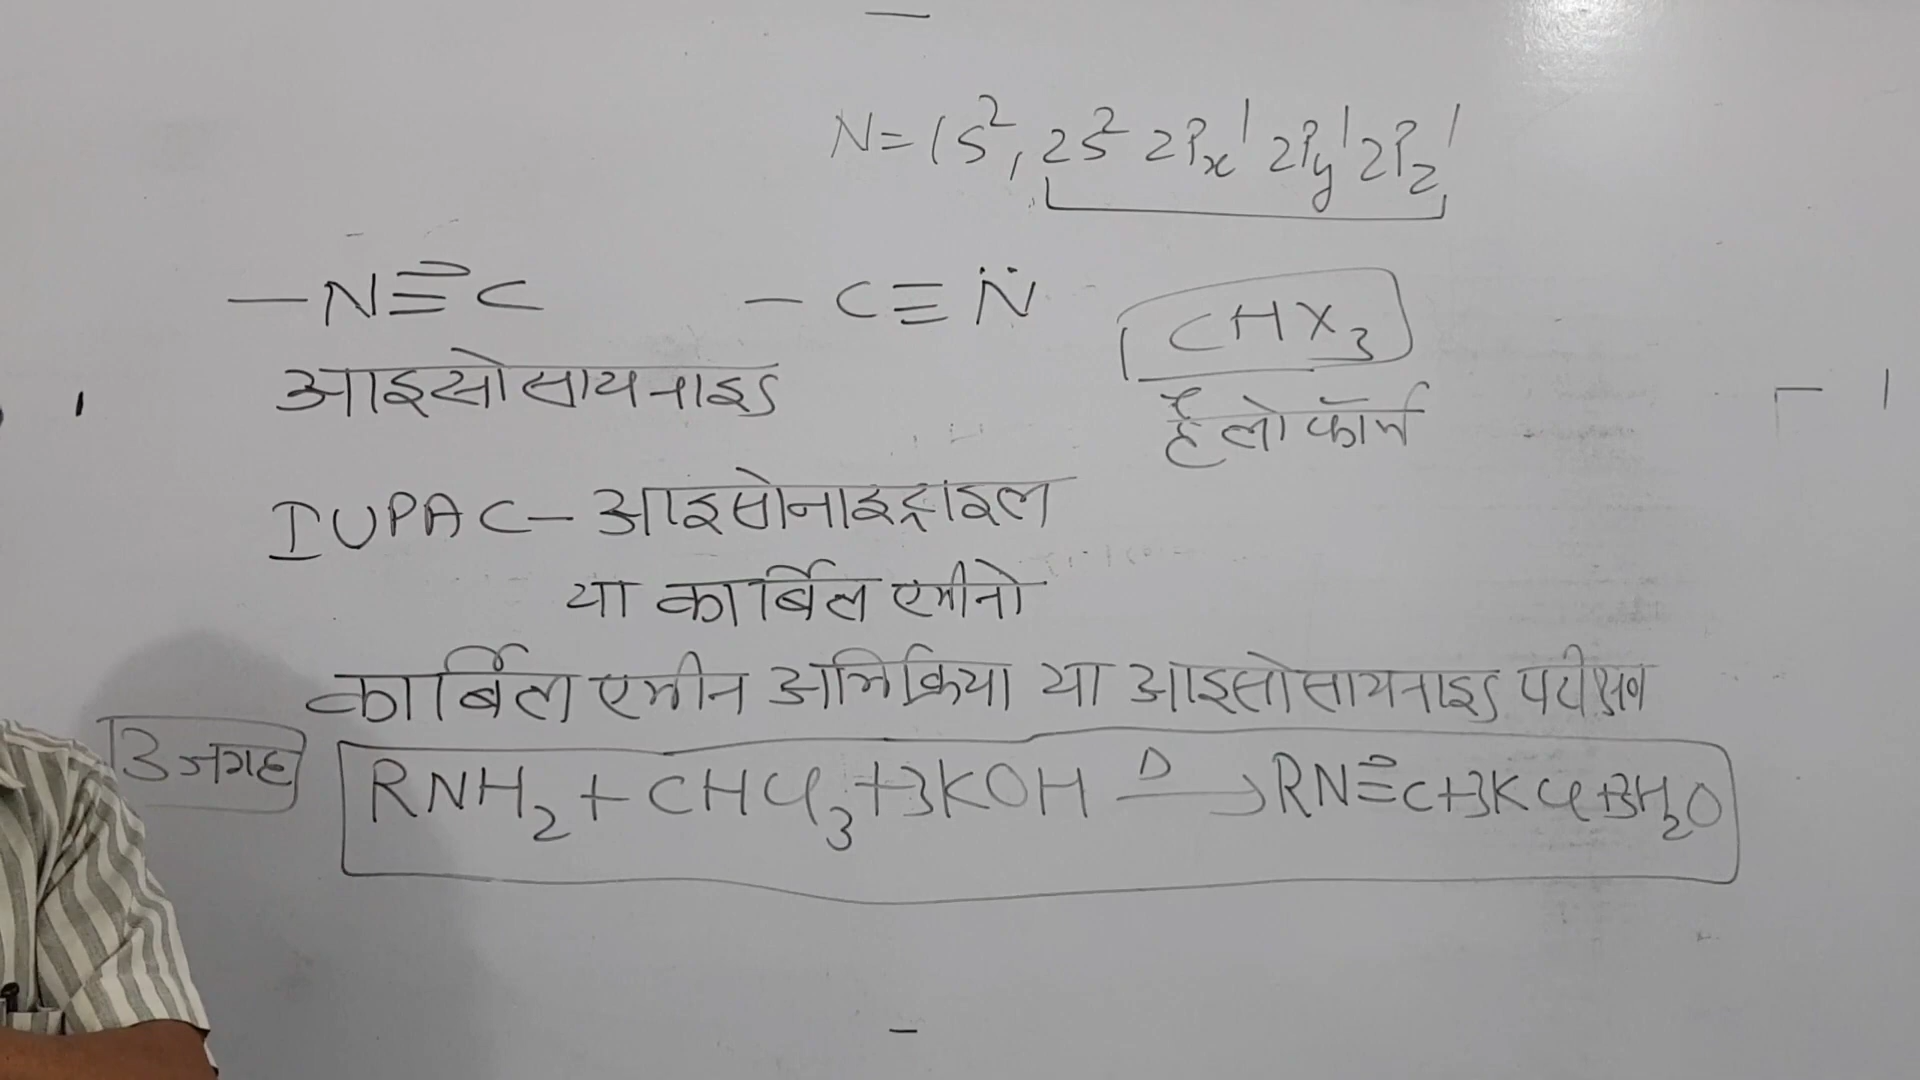 N=1S², 2S² 2Px¹ 2Py¹ 2Pz¹
—N≡C
— C≡N̈
CHX₃
आइसोसायनाइड
हैलोफॉर्म
IUPAC— आइसोनाइट्राइल
या कार्बिल एमीनो
कार्बिल एमीन अभिक्रिया या आइसोसायनाइड परीक्षण
3 जगह
RNH₂ + CHCl₃ + 3KOH —Δ→ RN≡C + 3KCl + 3H₂O